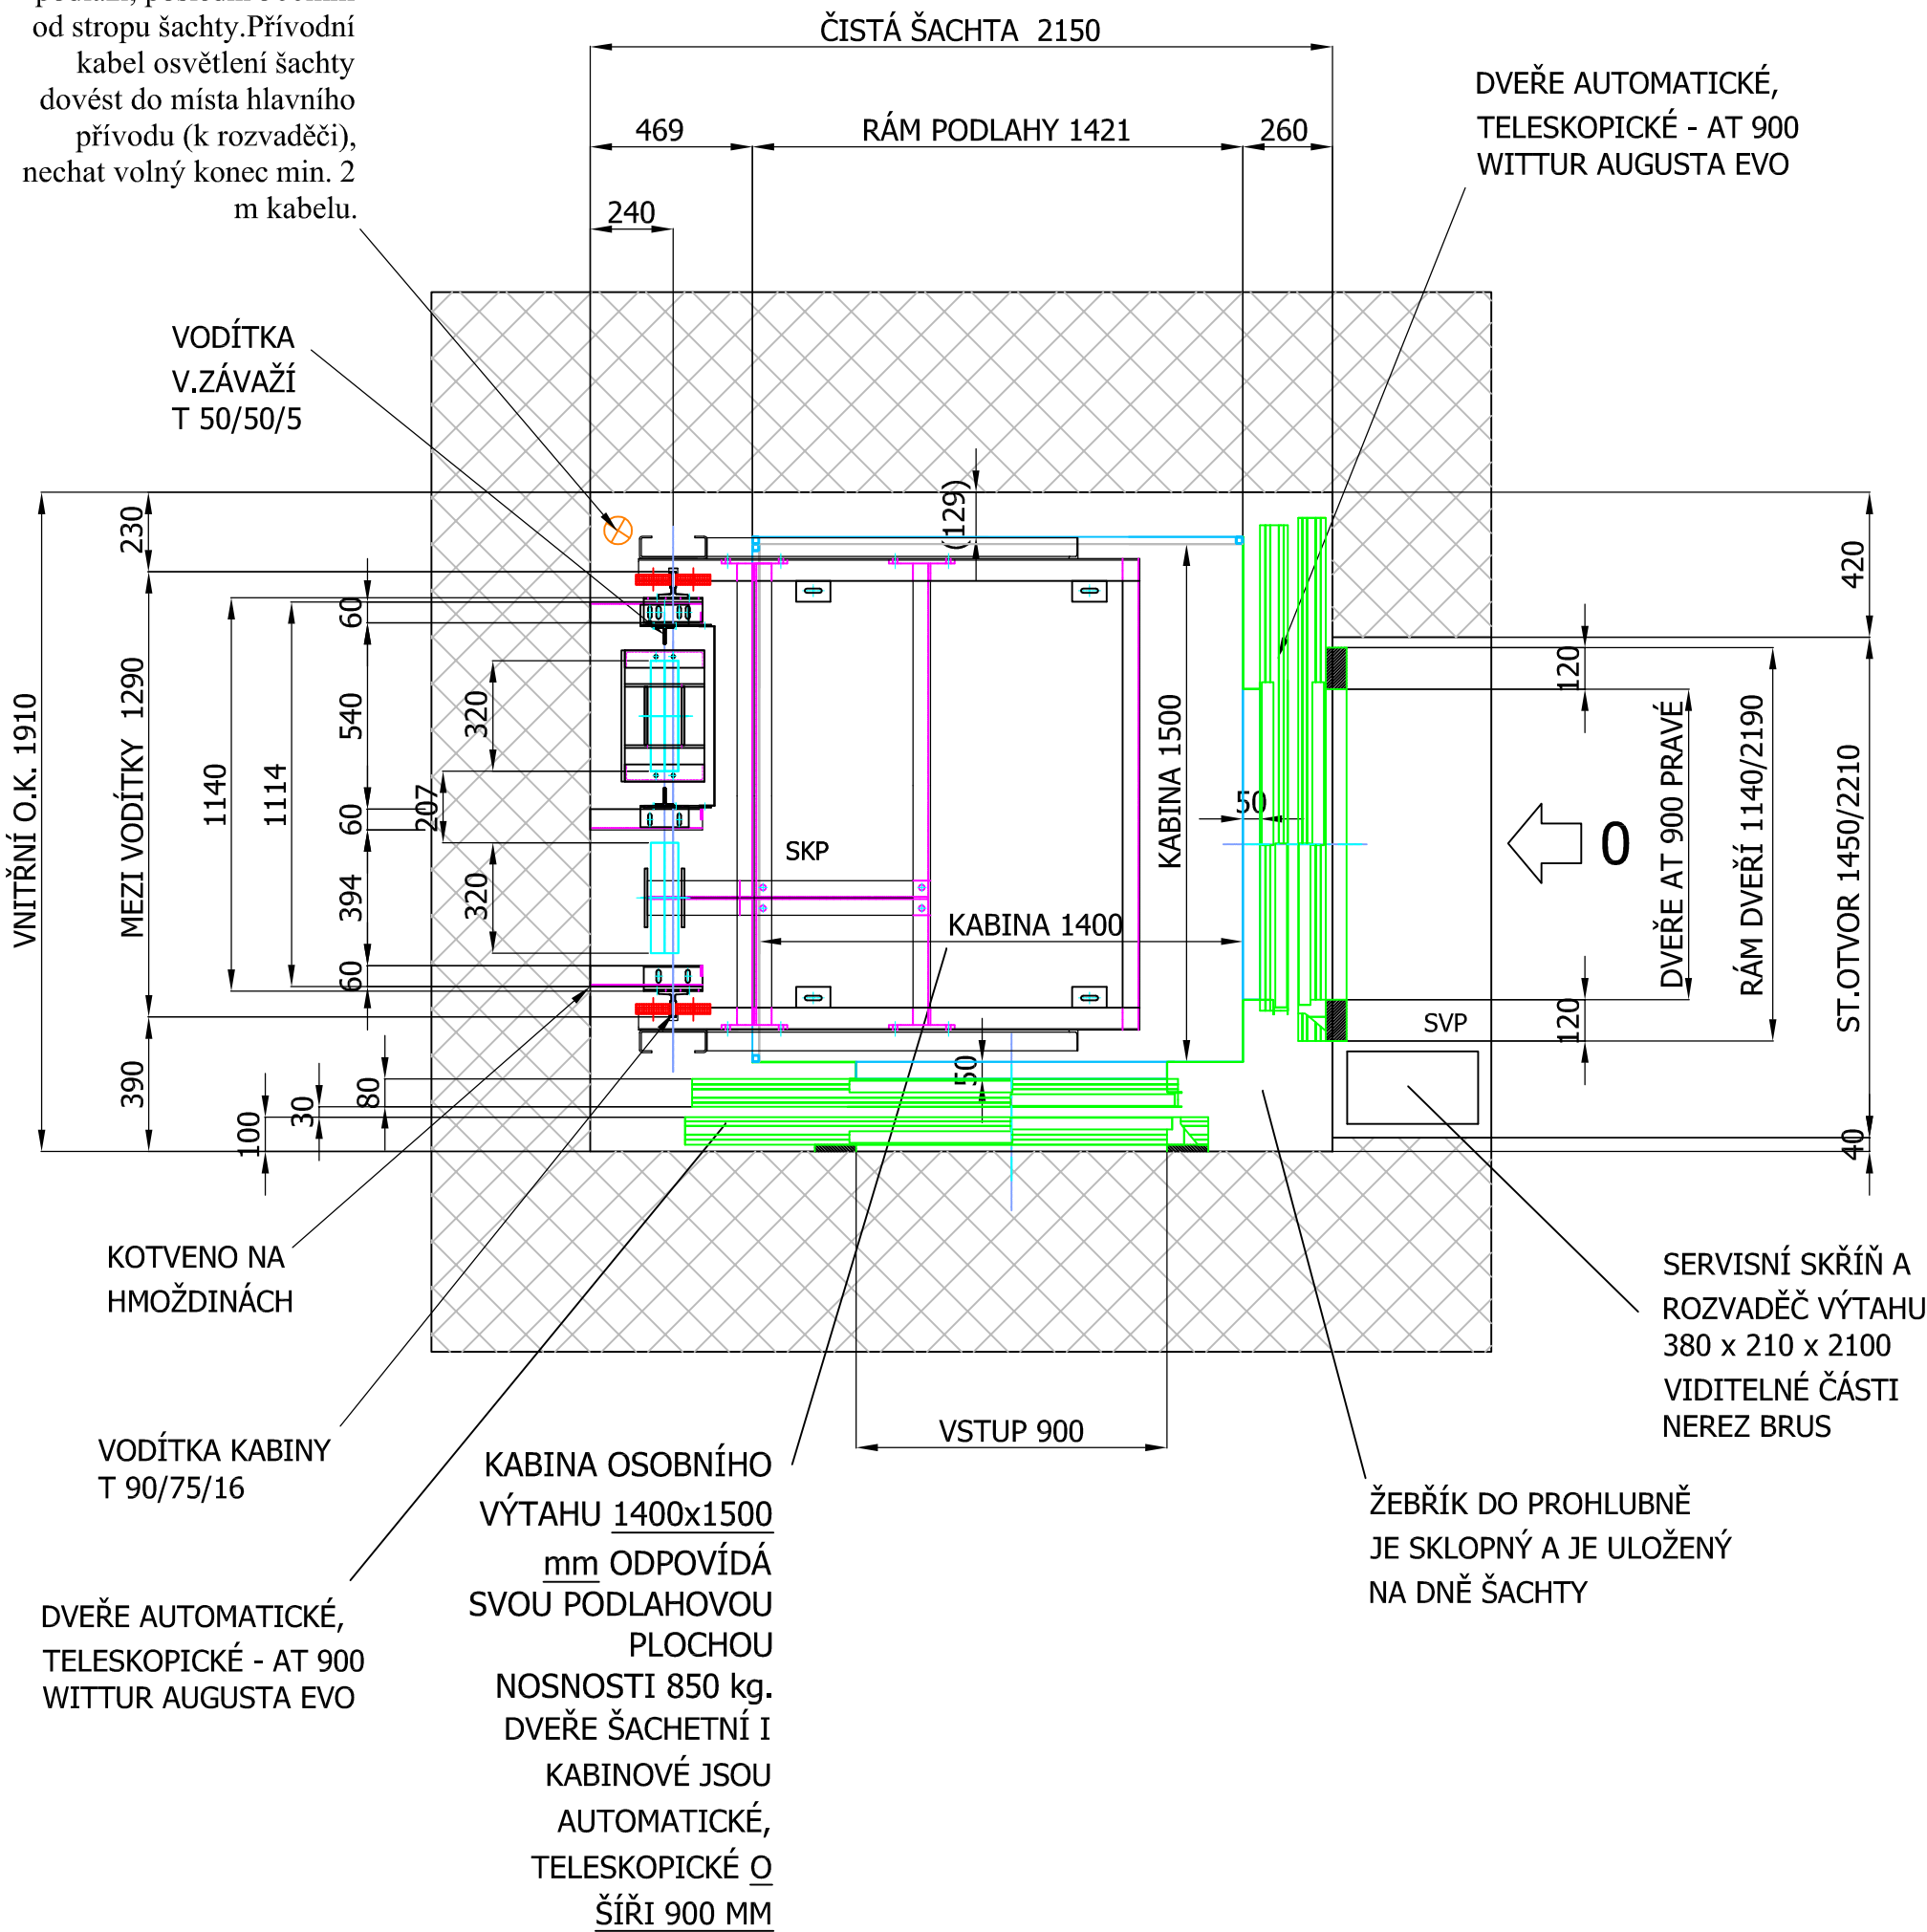 od stropu šachty.Přívodní
kabel osvětlení šachty
dovést do místa hlavního
přívodu (k rozvaděči),
nechat volný konec min. 2
m kabelu.
ČISTÁ ŠACHTA 2150
469
RÁM PODLAHY 1421
260
240
DVEŘE AUTOMATICKÉ,
TELESKOPICKÉ - AT 900
WITTUR AUGUSTA EVO
VODÍTKA
V.ZÁVAŽÍ
T 50/50/5
VNITŘNÍ O.K. 1910
230
MEZI VODÍTKY 1290
390
1140
1114
60
540
60
394
60
320
207
320
100
30
80
(129)
KABINA 1500
SKP
KABINA 1400
50
50
420
120
DVEŘE AT 900 PRAVÉ
RÁM DVEŘÍ 1140/2190
ST.OTVOR 1450/2210
0
SVP
120
40
KOTVENO NA
HMOŽDINÁCH
VODÍTKA KABINY
T 90/75/16
DVEŘE AUTOMATICKÉ,
TELESKOPICKÉ - AT 900
WITTUR AUGUSTA EVO
VSTUP 900
KABINA OSOBNÍHO
VÝTAHU 1400x1500
mm ODPOVÍDÁ
SVOU PODLAHOVOU
PLOCHOU
NOSNOSTI 850 kg.
DVEŘE ŠACHETNÍ I
KABINOVÉ JSOU
AUTOMATICKÉ,
TELESKOPICKÉ O
ŠÍŘI 900 MM
SERVISNÍ SKŘÍŇ A
ROZVADĚČ VÝTAHU
380 x 210 x 2100
VIDITELNÉ ČÁSTI
NEREZ BRUS
ŽEBŘÍK DO PROHLUBNĚ
JE SKLOPNÝ A JE ULOŽENÝ
NA DNĚ ŠACHTY